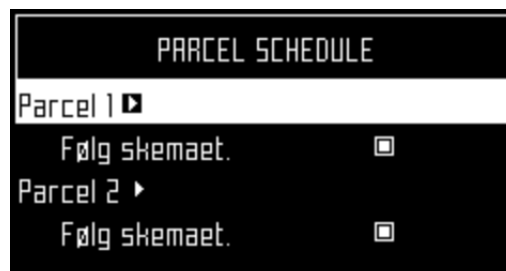 PARCEL SCHEDULE
Parcel 1
Følg skemaet.
Parcel 2
Følg skemaet.